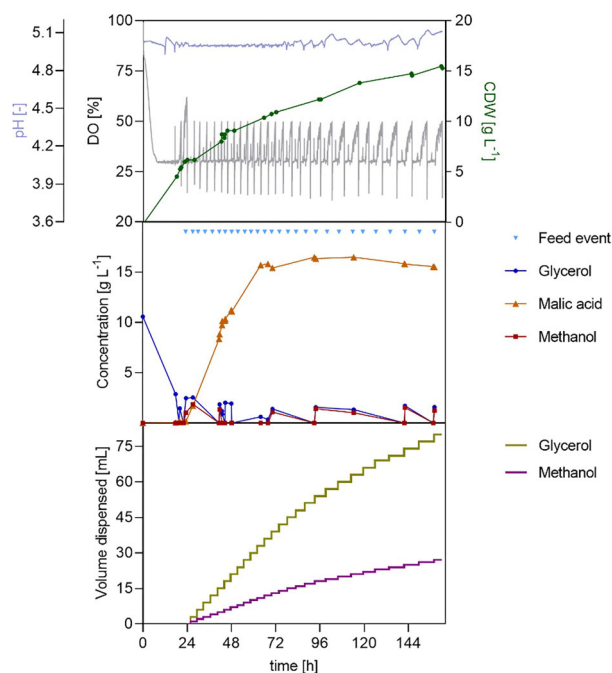 pH [-]
5.1
4.8
4.5
4.2
3.9
3.6
DO [%]
100
75
50
25
20
CDW [g L-1]
20
15
10
5
0
Concentration [g L-1]
15
10
5
Feed event
Glycerol
Malic acid
Methanol
Volume dispensed [mL]
75
60
45
30
15
0
Glycerol
Methanol
0
24
48
72
96
120
144
time [h]